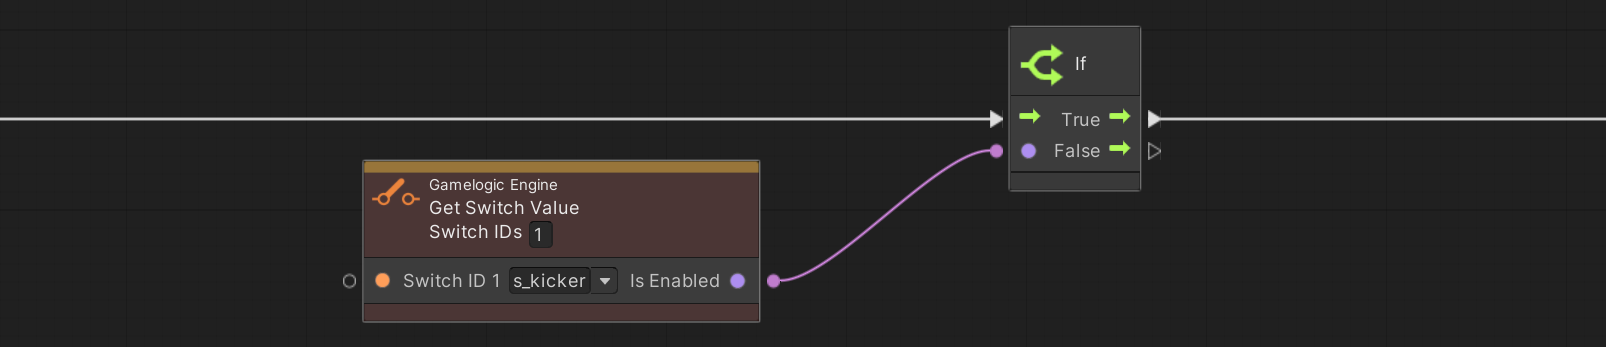 If
True
False
Gamelogic Engine
Get Switch Value
Switch IDs 1
Switch ID 1 s_kicker Is Enabled